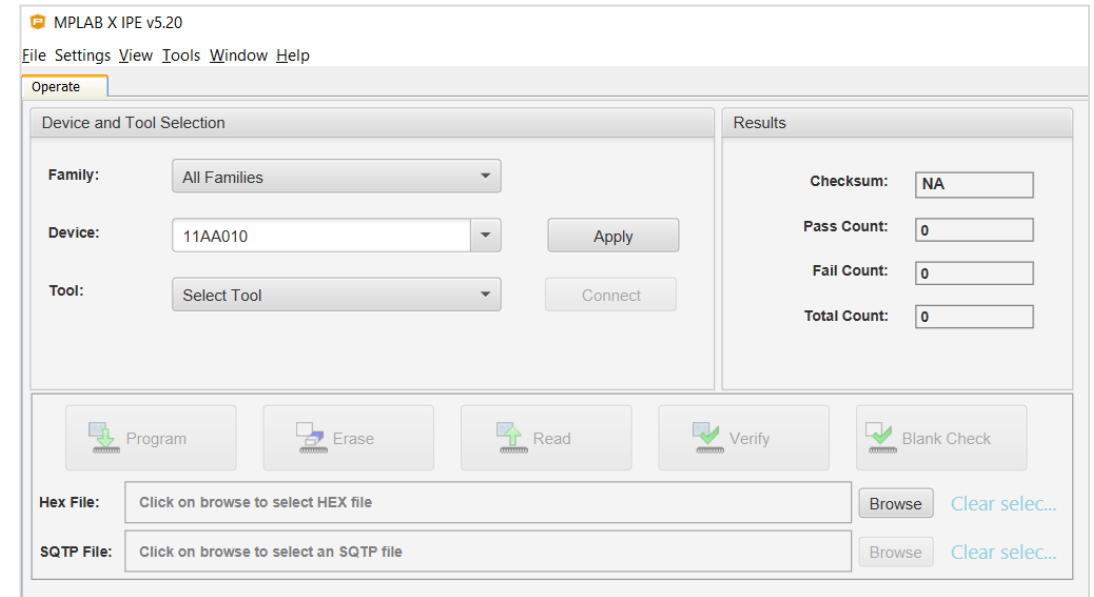 MPLAB X IPE v5.20
File Settings View Tools Window Help
Operate
Device and Tool Selection
Family: All Families
Device: 11AA010 Apply
Tool: Select Tool Connect
Results
Checksum: NA
Pass Count: 0
Fail Count: 0
Total Count: 0
Program Erase Read Verify Blank Check
Hex File: Click on browse to select HEX file Browse Clear selec...
SQTP File: Click on browse to select an SQTP file Browse Clear selec...